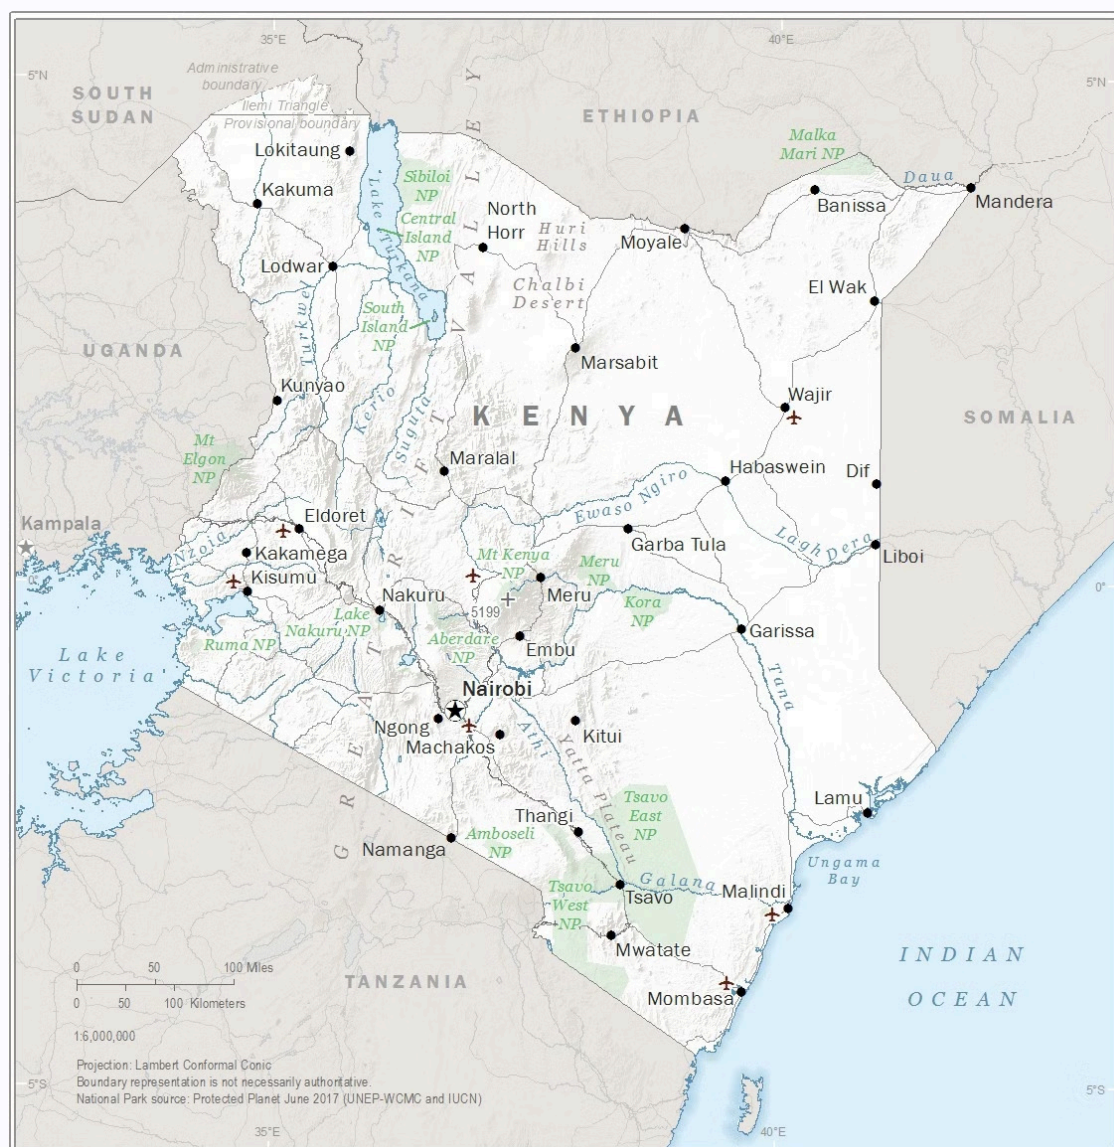 35°E
40°E
5°N
5°N
Administrative
boundary
SOUTH
SUDAN
Ilemi Triangle
Provisional boundary
ETHIOPIA
Malka
Mari NP
Lokitaung
Kakuma
Sibiloi
NP
Lake Turkana
Central
Island
NP
North
Horr
Huri
Hills
Moyale
Banissa
Daua
Mandera
Lodwar
Chalbi
Desert
El Wak
South
Island
NP
Turkwey
UGANDA
Marsabit
Kunyao
Kerio
Suguta
KENYA
Wajir
SOMALIA
Mt
Elgon
NP
Maralal
Habaswein
Dif
Ewaso Ngiro
Kampala
Eldoret
Nzoia
Kakamega
Garba Tula
Lagh Dera
Liboi
Mt Kenya
NP
Meru
NP
0°
0°
Kisumu
Meru
Nakuru
5199
Kora
NP
Lake
Nakuru NP
Ruma NP
Aberdare
NP
Embu
Garissa
Lake
Victoria
Tana
Nairobi
Ngong
Machakos
Athi
Kitui
Yatta Plateau
GREAT RIFT VALLEY
Tsavo
East
NP
Lamu
Thangi
Namanga
Amboseli
NP
Ungama
Bay
Tsavo
West
NP
Tsavo
Galana
Malindi
Mwatate
INDIAN
OCEAN
TANZANIA
Mombasa
0 50 100 Miles
0 50 100 Kilometers
1:6,000,000
Projection: Lambert Conformal Conic
Boundary representation is not necessarily authoritative.
National Park source: Protected Planet June 2017 (UNEP-WCMC and IUCN)
5°S
5°S
35°E
40°E